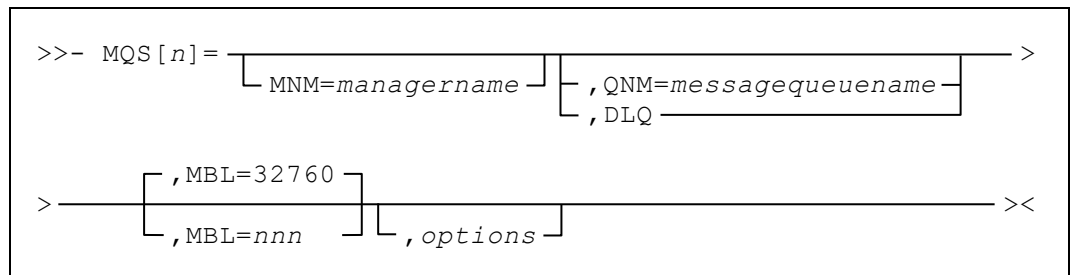 >>- MQS[n]= >
MNM=managername ,QNM=messagequeuename
,DLQ
,MBL=32760
> ><
,MBL=nnn ,options